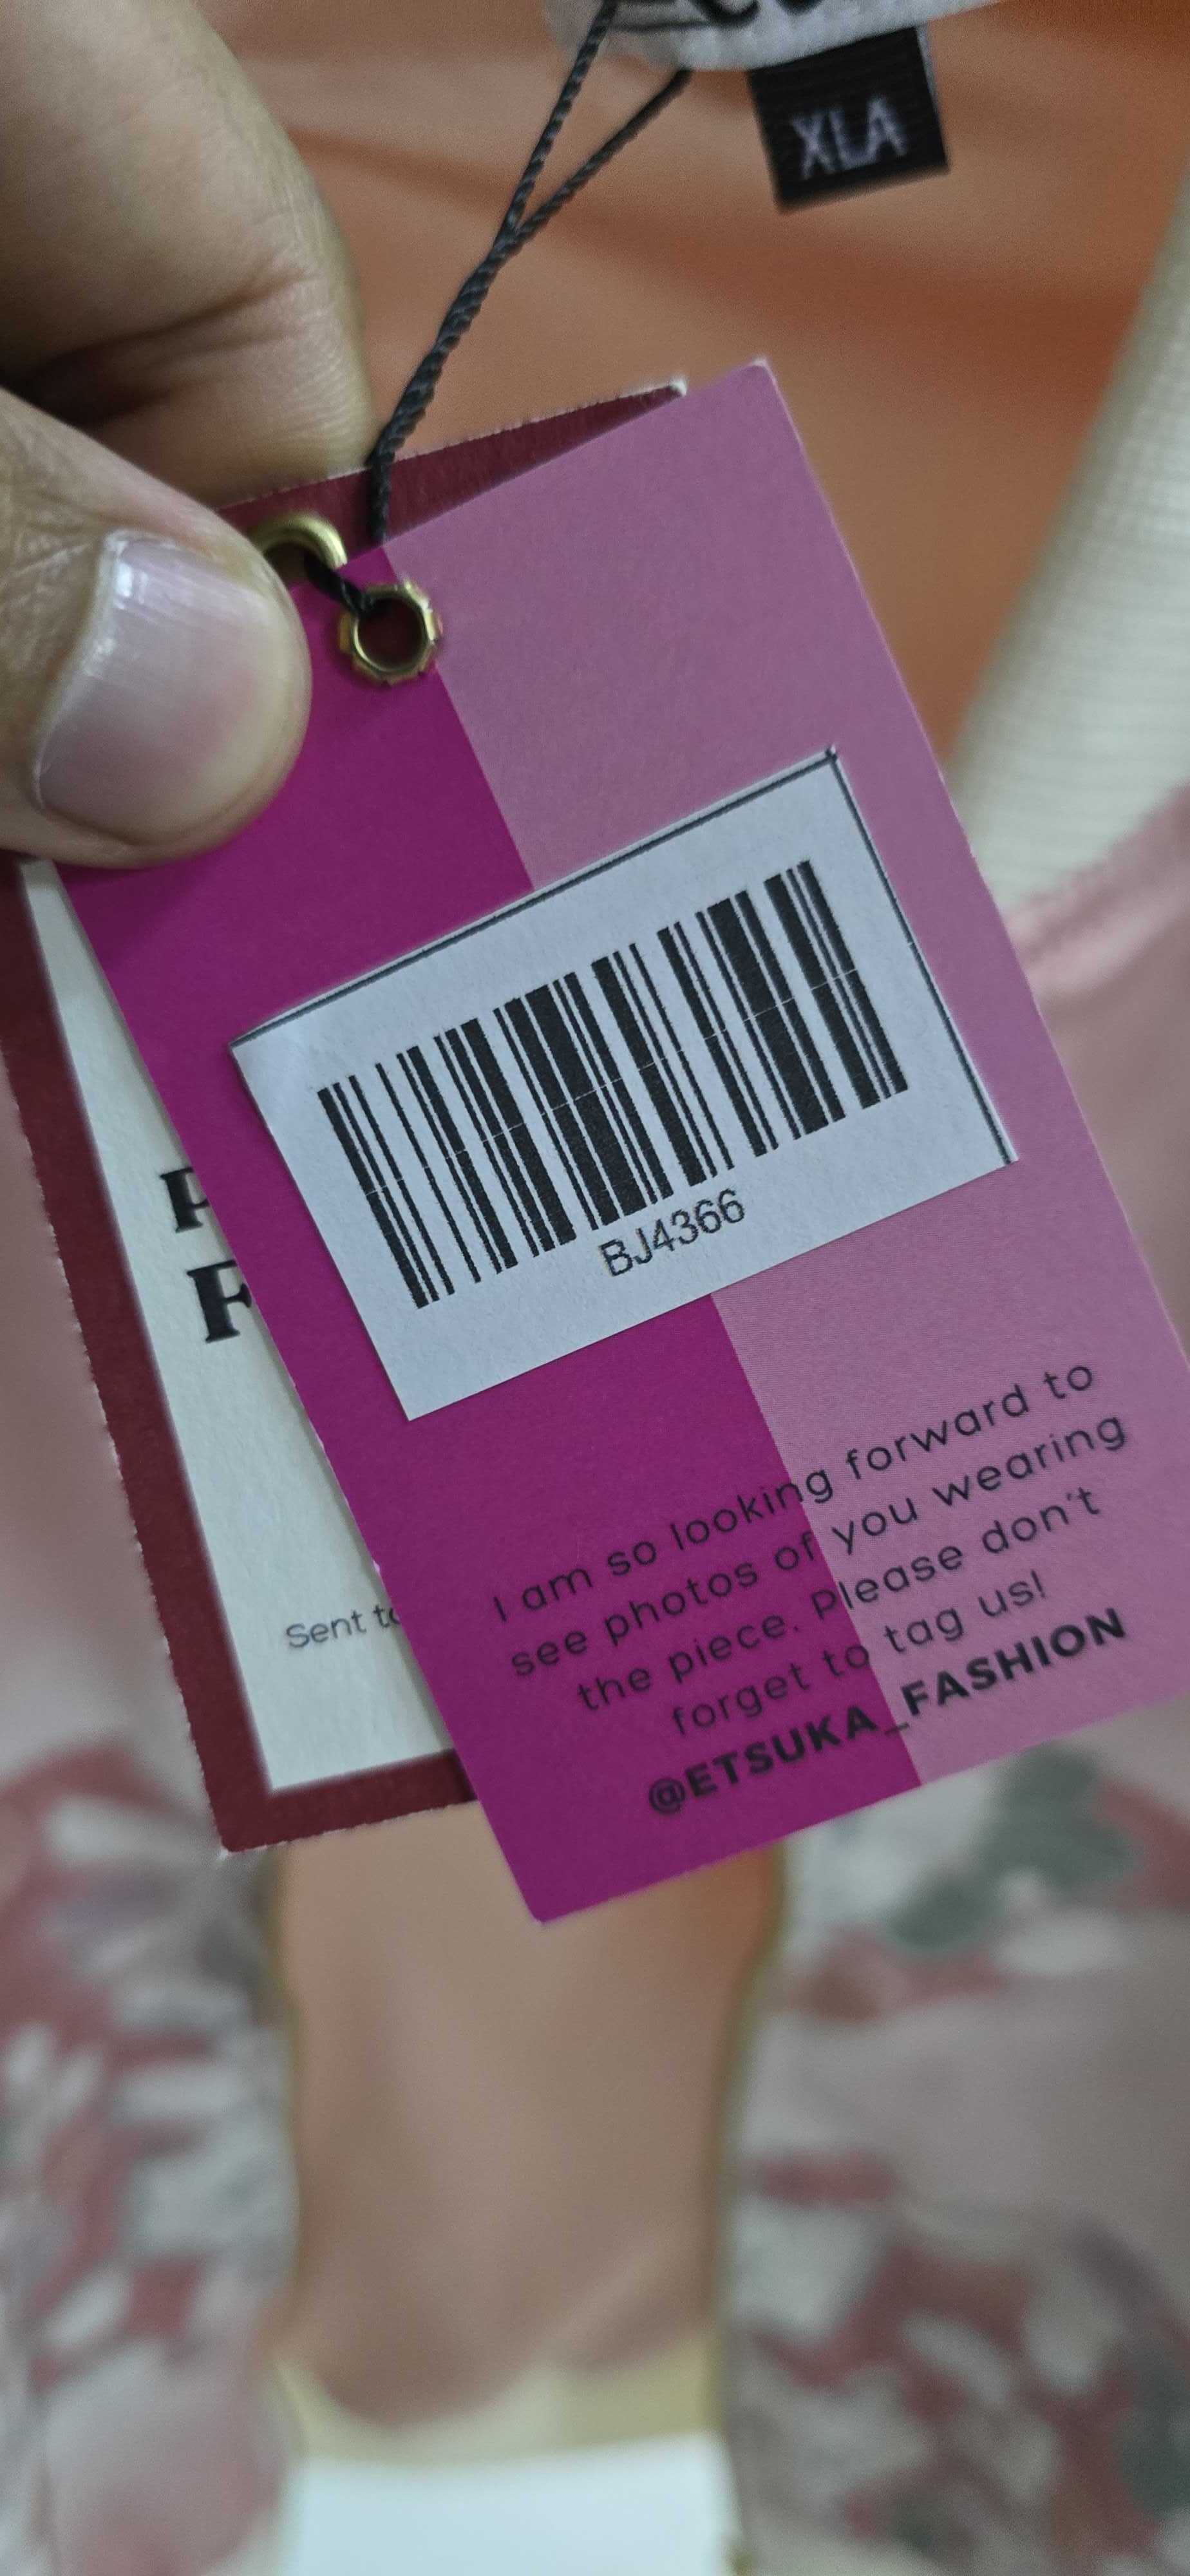 XLA
BJ4366
I am so looking forward to
see photos of you wearing
the piece. Please don't
forget to tag us!
@ETSUKA_FASHION
Sent